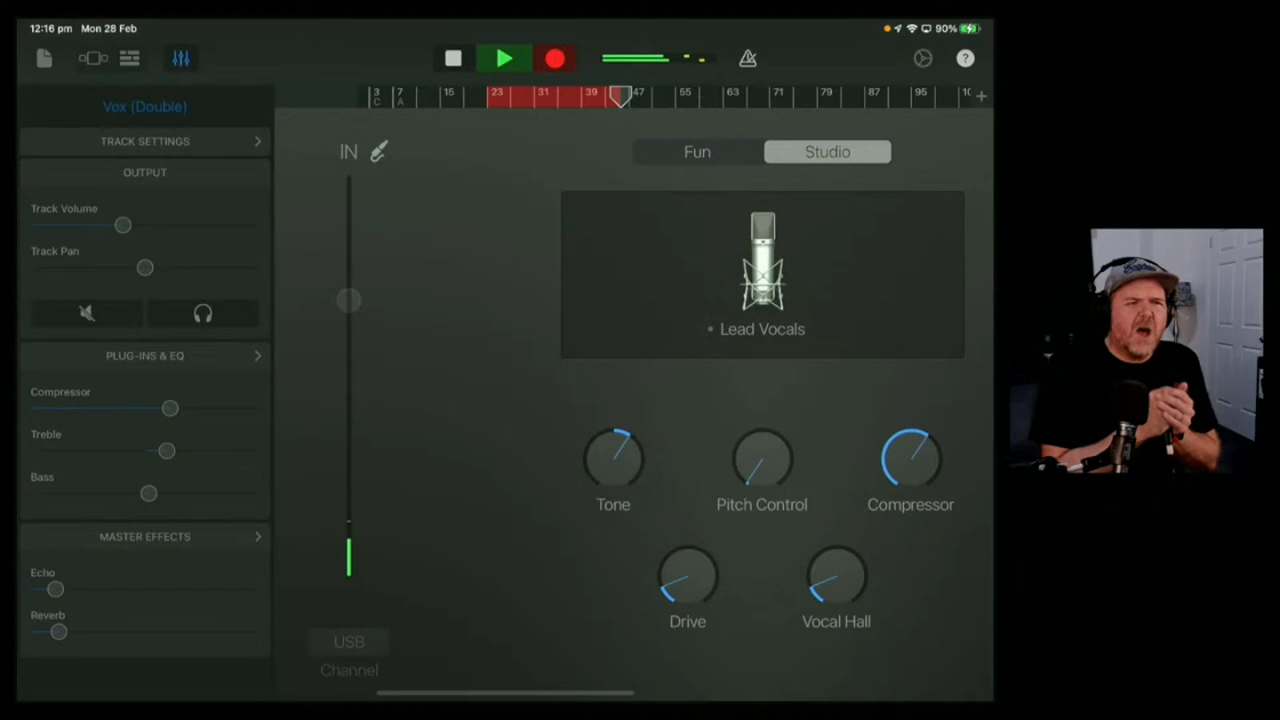 12:16 pm Mon 28 Feb
90%
3 7 15 23 31 39 47 55 63 71 79 87 95 10
C A
Vox (Double)
TRACK SETTINGS
OUTPUT
Track Volume
Track Pan
PLUG-INS & EQ
Compressor
Treble
Bass
MASTER EFFECTS
Echo
Reverb
IN
USB
Channel
Fun Studio
Lead Vocals
Tone Pitch Control Compressor
Drive Vocal Hall